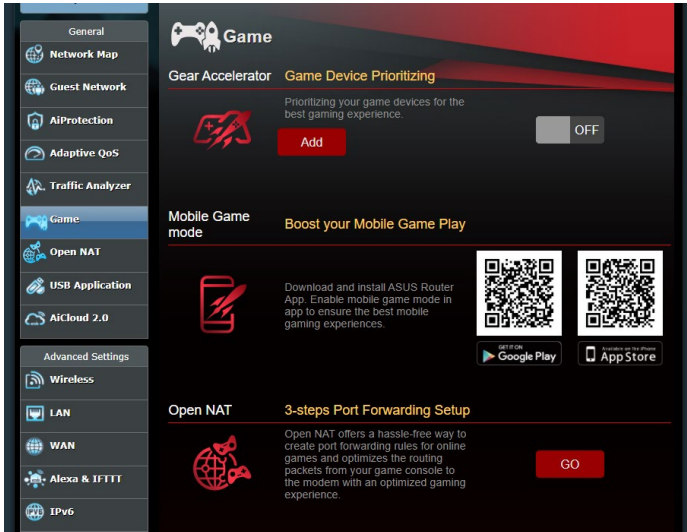 General
Network Map
Guest Network
AiProtection
Adaptive QoS
Traffic Analyzer
Game
Open NAT
USB Application
AiCloud 2.0
Advanced Settings
Wireless
LAN
WAN
Alexa & IFTTT
IPv6
Game
Gear Accelerator
Game Device Prioritizing
Prioritizing your game devices for the
best gaming experience.
Add
OFF
Mobile Game
mode
Boost your Mobile Game Play
Download and install ASUS Router
App. Enable mobile game mode in
app to ensure the best mobile
gaming experiences.
GET IT ON
Google Play
Available on the iPhone
App Store
Open NAT
3-steps Port Forwarding Setup
Open NAT offers a hassle-free way to
create port forwarding rules for online
games and optimizes the routing
packets from your game console to
the modem with an optimized gaming
experience.
GO